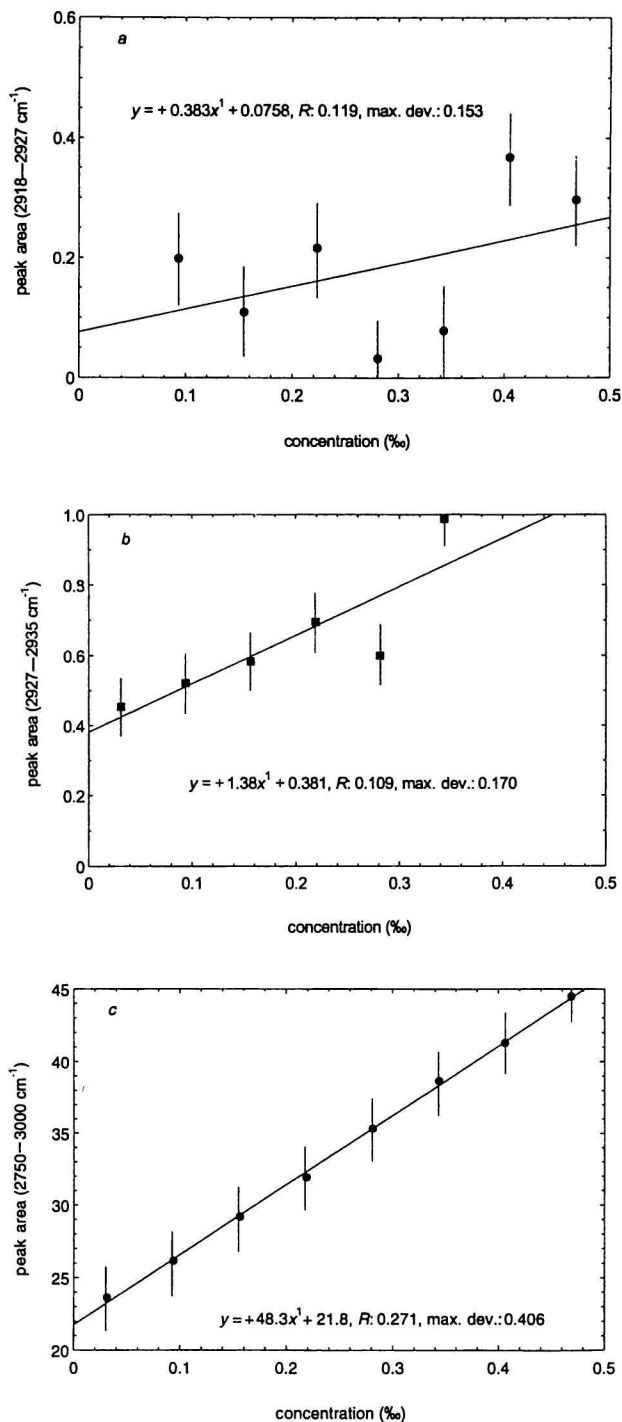 a
0.6
0.4
0.2
0
peak area (2918—2927 cm-1)
y = + 0.383x1 + 0.0758, R: 0.119, max. dev.: 0.153
0 0.1 0.2 0.3 0.4 0.5
concentration (‰)
b
1.0
0.8
0.6
0.4
0.2
0
peak area (2927—2935 cm-1)
y = + 1.38x1 + 0.381, R: 0.109, max. dev.: 0.170
0 0.1 0.2 0.3 0.4 0.5
concentration (‰)
c
45
40
35
30
25
20
peak area (2750—3000 cm-1)
y = +48.3x1 + 21.8, R: 0.271, max. dev.: 0.406
0 0.1 0.2 0.3 0.4 0.5
concentration (‰)